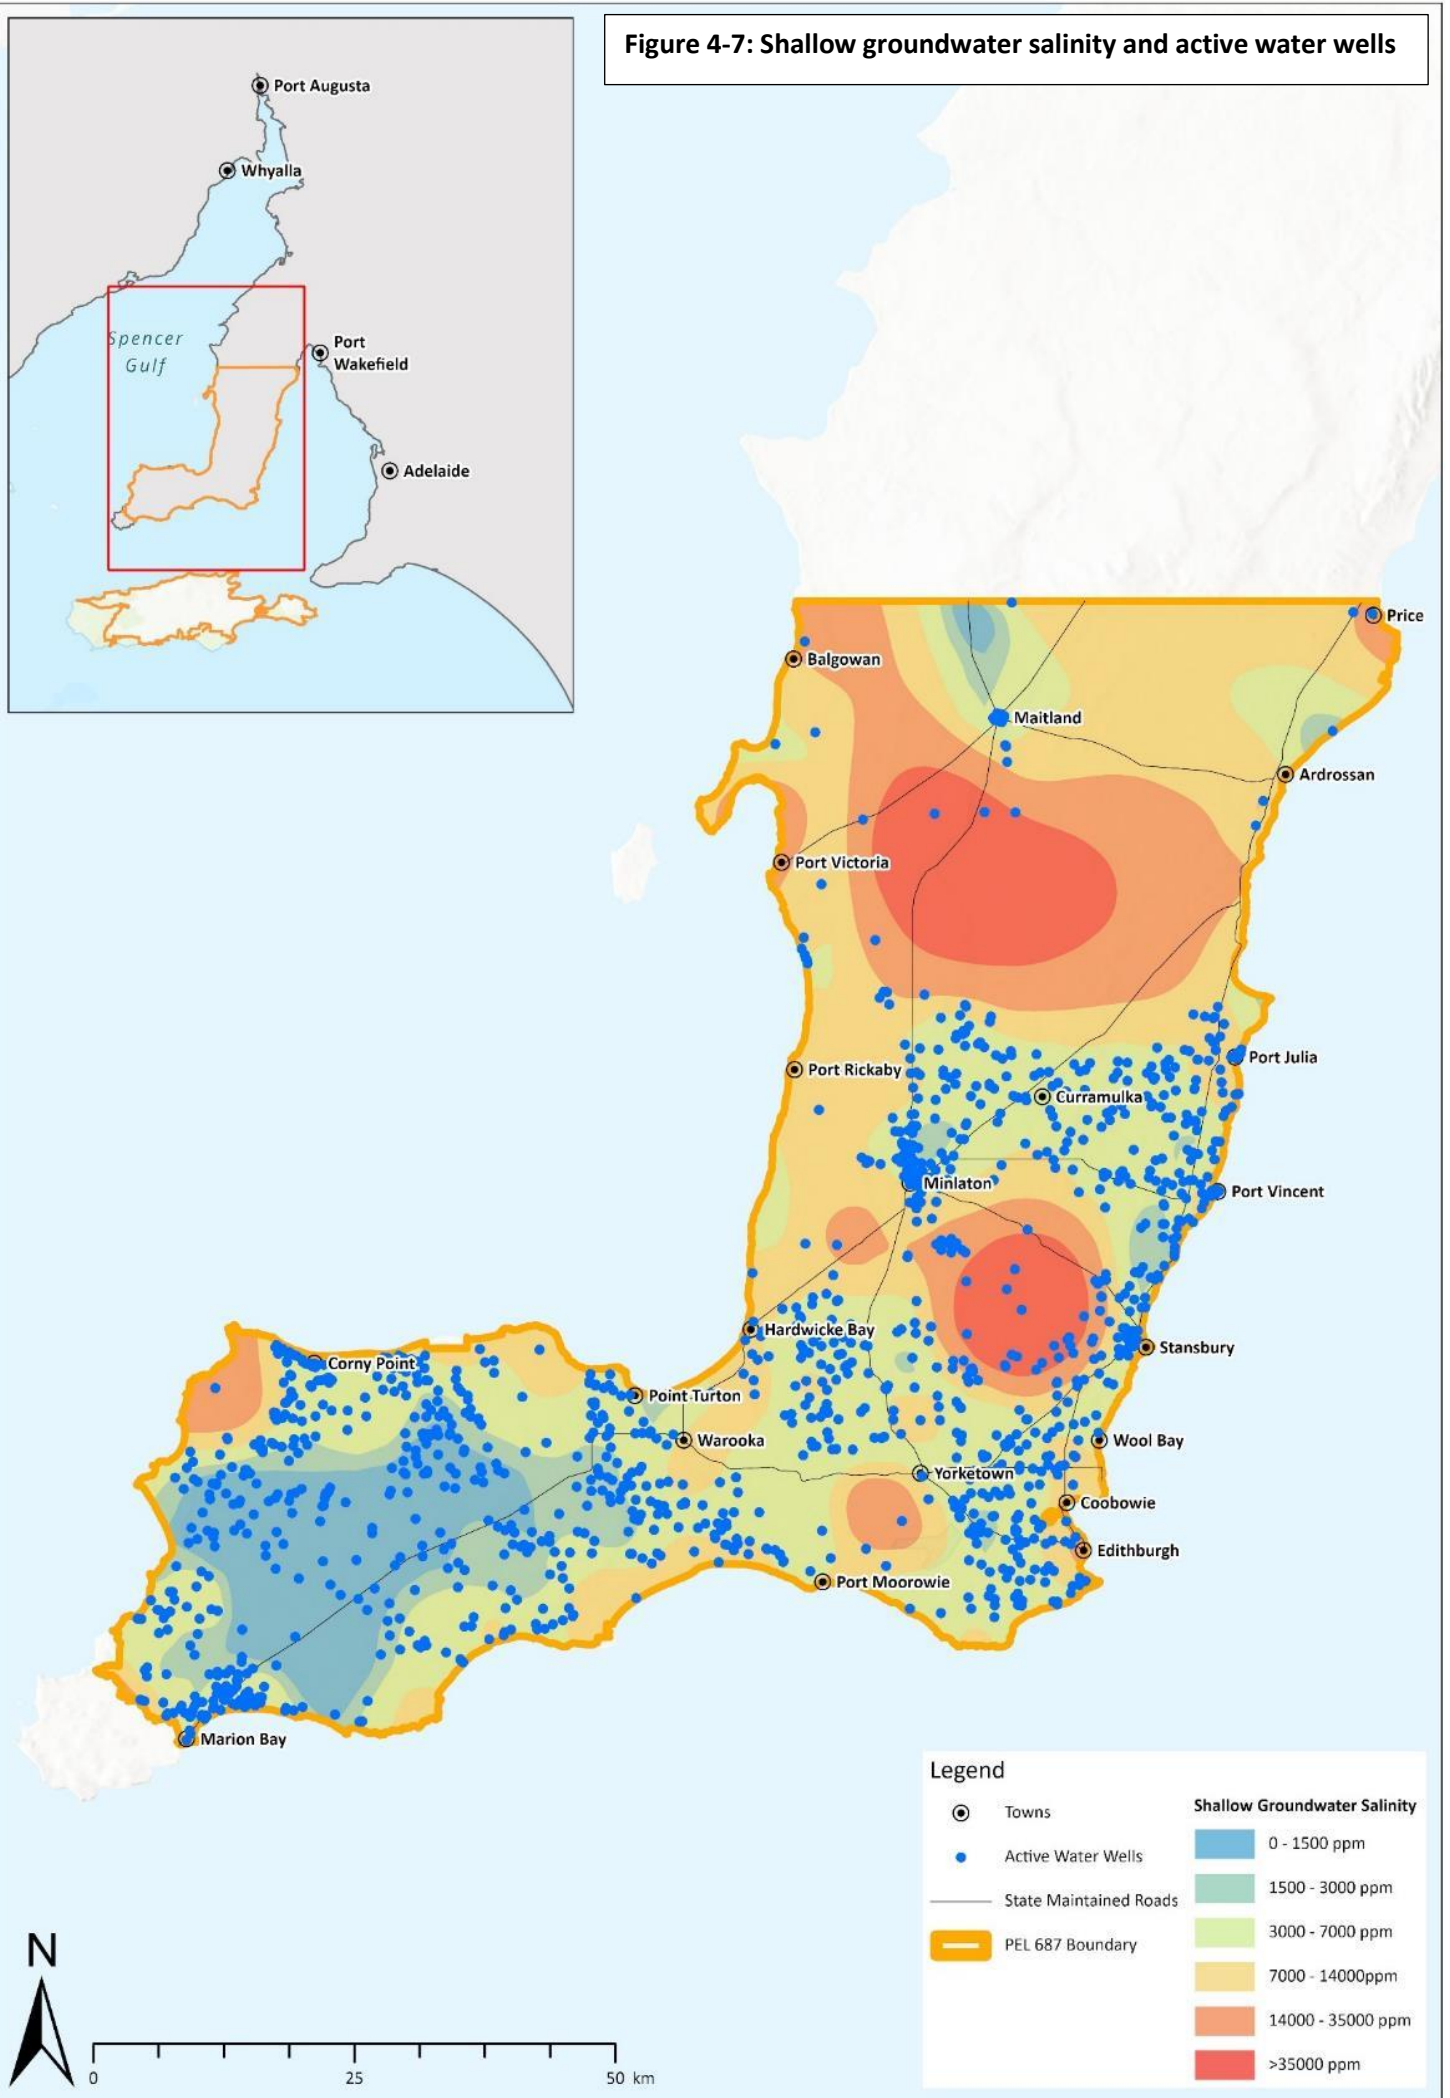 Figure 4-7: Shallow groundwater salinity and active water wells
Port Augusta
Whyalla
Spencer
Gulf
Port
Wakefield
Adelaide
Price
Balgowan
Maitland
Ardrossan
Port Victoria
Port Julia
Port Rickaby
Curramulka
Minlaton
Port Vincent
Hardwicke Bay
Stansbury
Corny Point
Point Turton
Warooka
Wool Bay
Yorketown
Coobowie
Edithburgh
Port Moorowie
Marion Bay
Legend
Towns
Active Water Wells
State Maintained Roads
PEL 687 Boundary
Shallow Groundwater Salinity
0 - 1500 ppm
1500 - 3000 ppm
3000 - 7000 ppm
7000 - 14000ppm
14000 - 35000 ppm
>35000 ppm
N
0 25 50 km